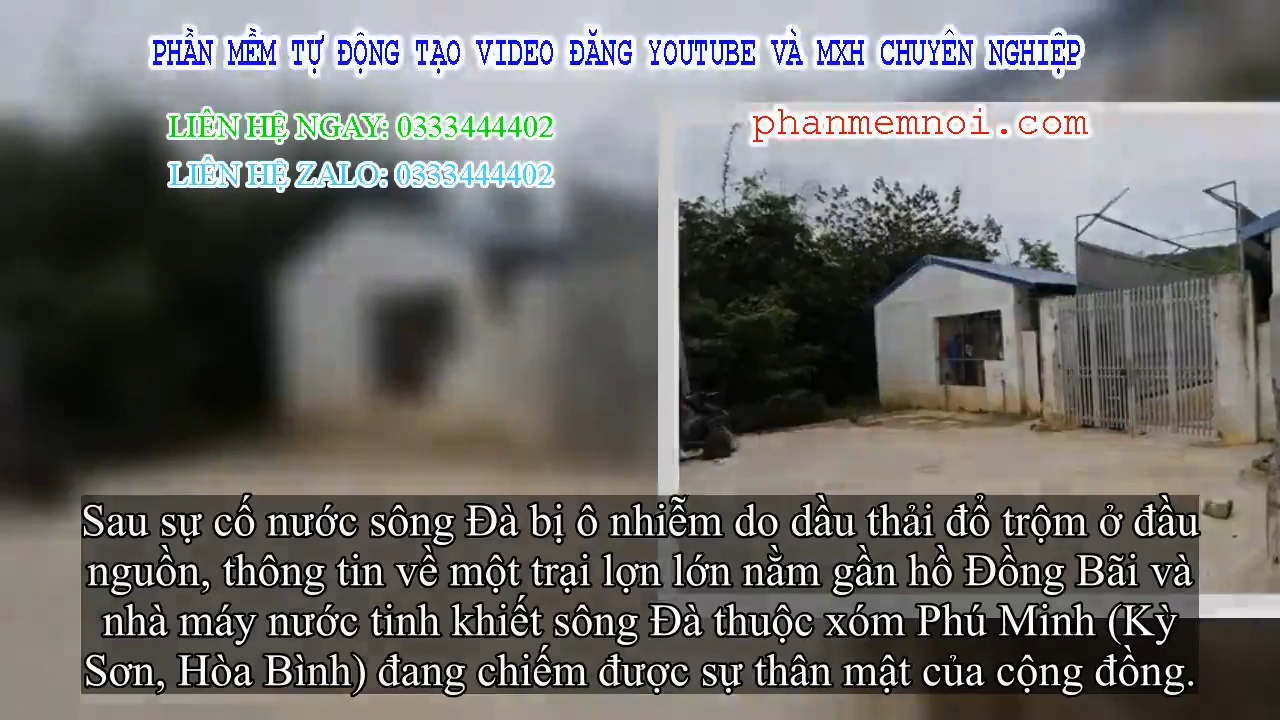 PHẦN MỀM TỰ ĐỘNG TẠO VIDEO ĐĂNG YOUTUBE VÀ MXH CHUYÊN NGHIỆP
LIÊN HỆ NGAY: 0333444402
phanmemnoi.com
LIÊN HỆ ZALO: 0333444402
Sau sự cố nước sông Đà bị ô nhiễm do dầu thải đổ trộm ở đầu
nguồn, thông tin về một trại lợn lớn nằm gần hồ Đồng Bãi và
nhà máy nước tinh khiết sông Đà thuộc xóm Phú Minh (Kỳ
Sơn, Hòa Bình) đang chiếm được sự thân mật của cộng đồng.